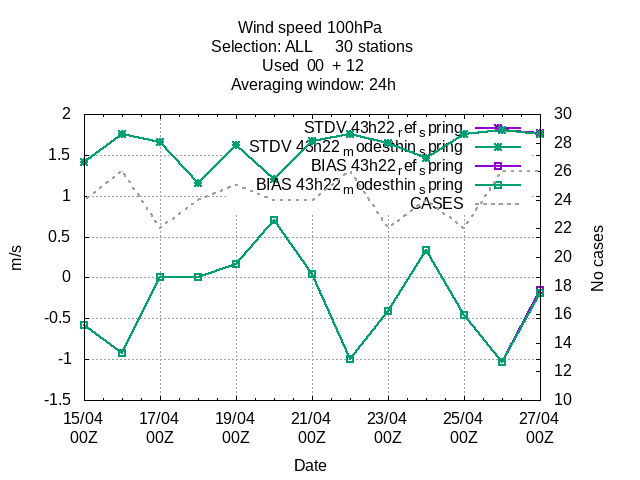 Wind speed 100hPa
Selection: ALL 30 stations
Used 00 + 12
Averaging window: 24h
2
1.5
1
0.5
0
-0.5
-1
-1.5
m/s
30
28
26
24
22
20
18
16
14
12
10
No cases
STDV 43h22_ref_spring
STDV 43h22_modesthin_spring
BIAS 43h22_ref_spring
BIAS 43h22_modesthin_spring
CASES
15/04 17/04 19/04 21/04 23/04 25/04 27/04
00Z 00Z 00Z 00Z 00Z 00Z 00Z
Date